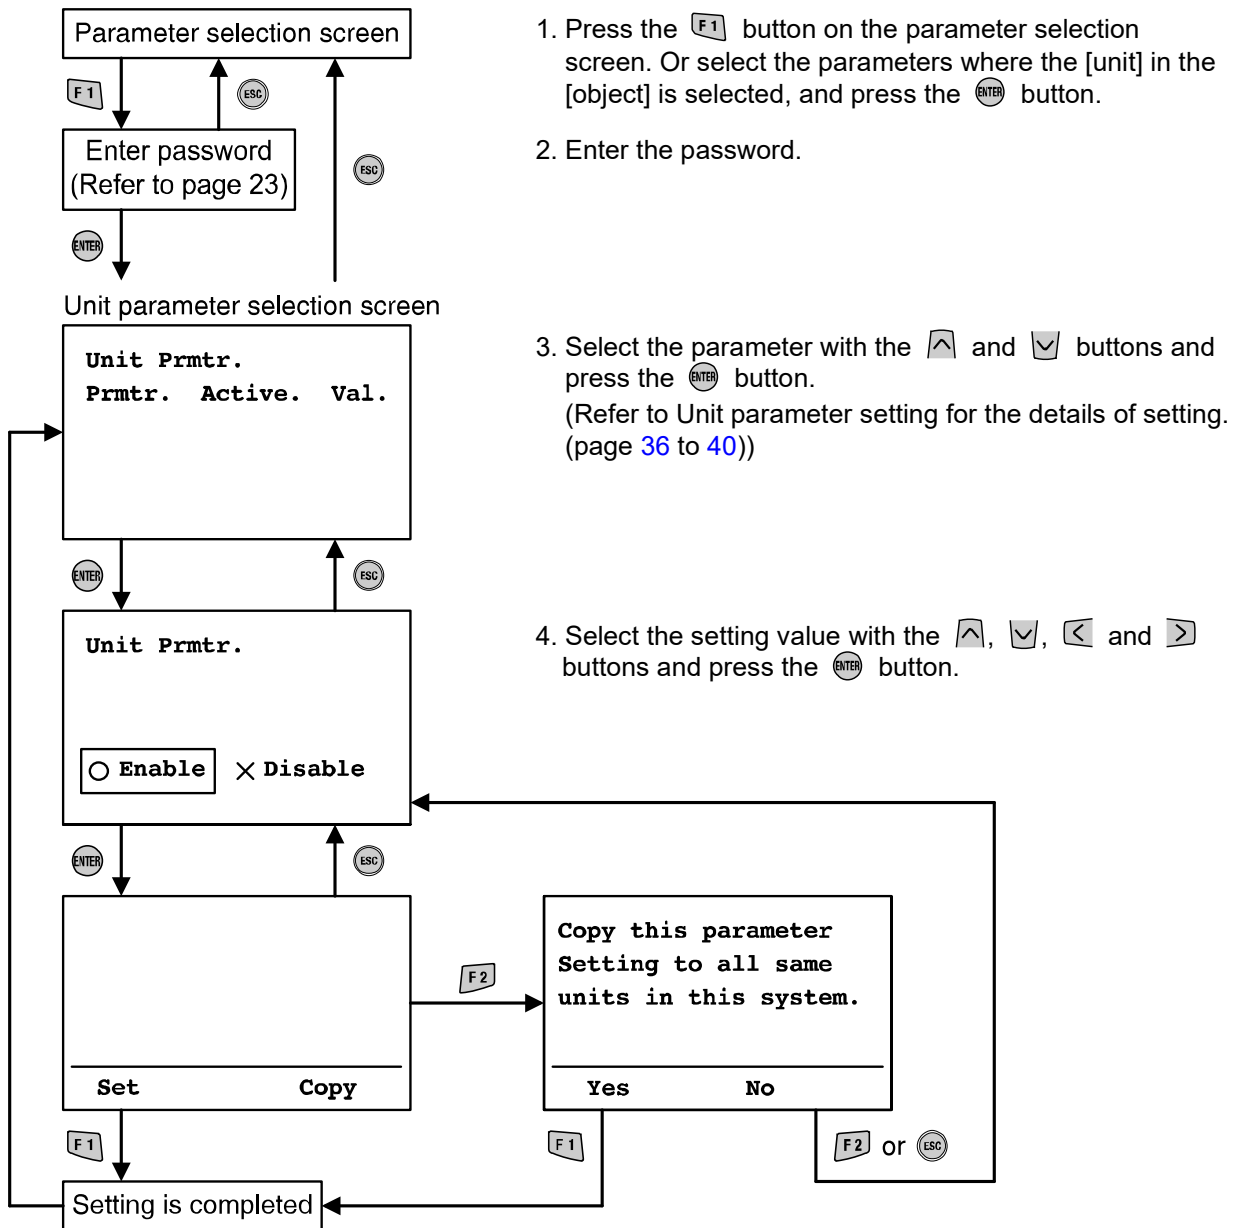 Parameter selection screen
F1
ESC
Enter password
(Refer to page 23)
ESC
ENTER
Unit parameter selection screen
Unit Prmtr.
Prmtr. Active. Val.
ENTER
ESC
Unit Prmtr.
○ Enable × Disable
ENTER
ESC
Set Copy
F2
Copy this parameter
Setting to all same
units in this system.
Yes No
F1
F1
F2 or ESC
Setting is completed
1. Press the F1 button on the parameter selection
screen. Or select the parameters where the [unit] in the
[object] is selected, and press the ENTER button.
2. Enter the password.
3. Select the parameter with the ∧ and ∨ buttons and
press the ENTER button.
(Refer to Unit parameter setting for the details of setting.
(page 36 to 40))
4. Select the setting value with the ∧, ∨, < and >
buttons and press the ENTER button.